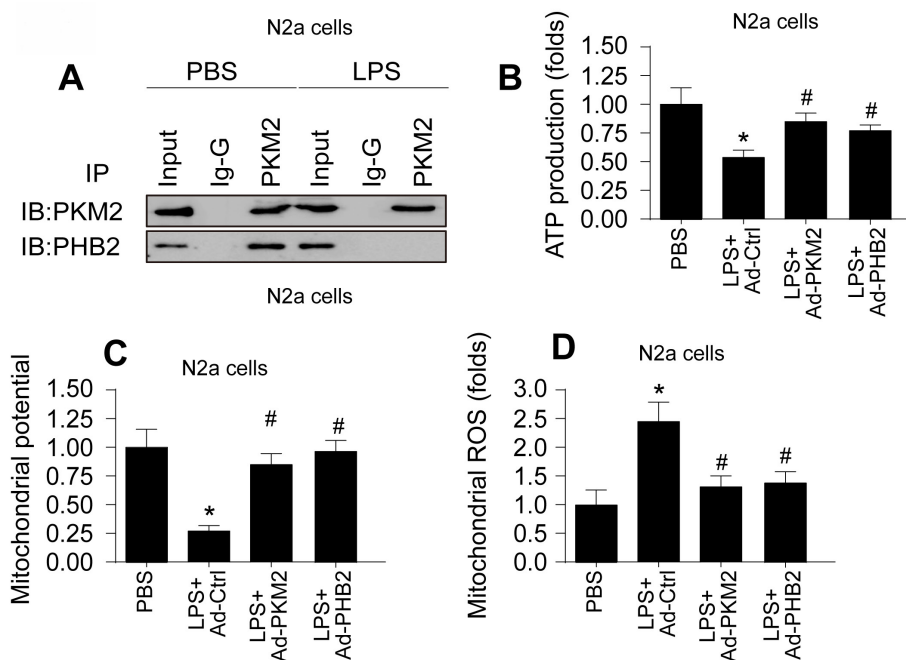 N2a cells
A
PBS LPS
IP Input Ig-G PKM2 Input Ig-G PKM2
IB:PKM2
IB:PHB2
N2a cells
B
N2a cells
ATP production (folds)
1.50
1.25
1.00
0.75
0.50
0.25
0.00
*
#
#
PBS
LPS+
Ad-Ctrl
LPS+
Ad-PKM2
LPS+
Ad-PHB2
C
N2a cells
Mitochondrial potential
1.50
1.25
1.00
0.75
0.50
0.25
0.00
*
#
#
PBS
LPS+
Ad-Ctrl
LPS+
Ad-PKM2
LPS+
Ad-PHB2
D
N2a cells
Mitochondrial ROS (folds)
3.0
2.5
2.0
1.5
1.0
0.5
0.0
*
#
#
PBS
LPS+
Ad-Ctrl
LPS+
Ad-PKM2
LPS+
Ad-PHB2